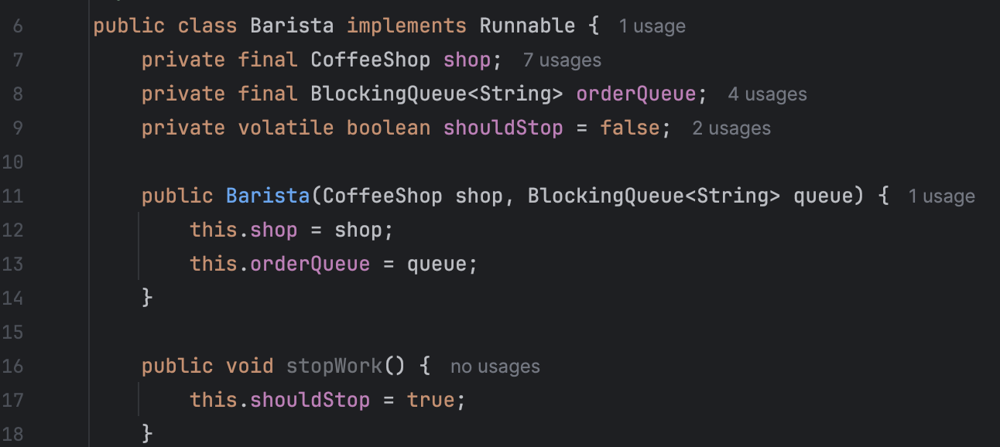 6 public class Barista implements Runnable { 1 usage
7 private final CoffeeShop shop; 7 usages
8 private final BlockingQueue<String> orderQueue; 4 usages
9 private volatile boolean shouldStop = false; 2 usages
10
11 public Barista(CoffeeShop shop, BlockingQueue<String> queue) { 1 usage
12 this.shop = shop;
13 this.orderQueue = queue;
14 }
15
16 public void stopWork() { no usages
17 this.shouldStop = true;
18 }